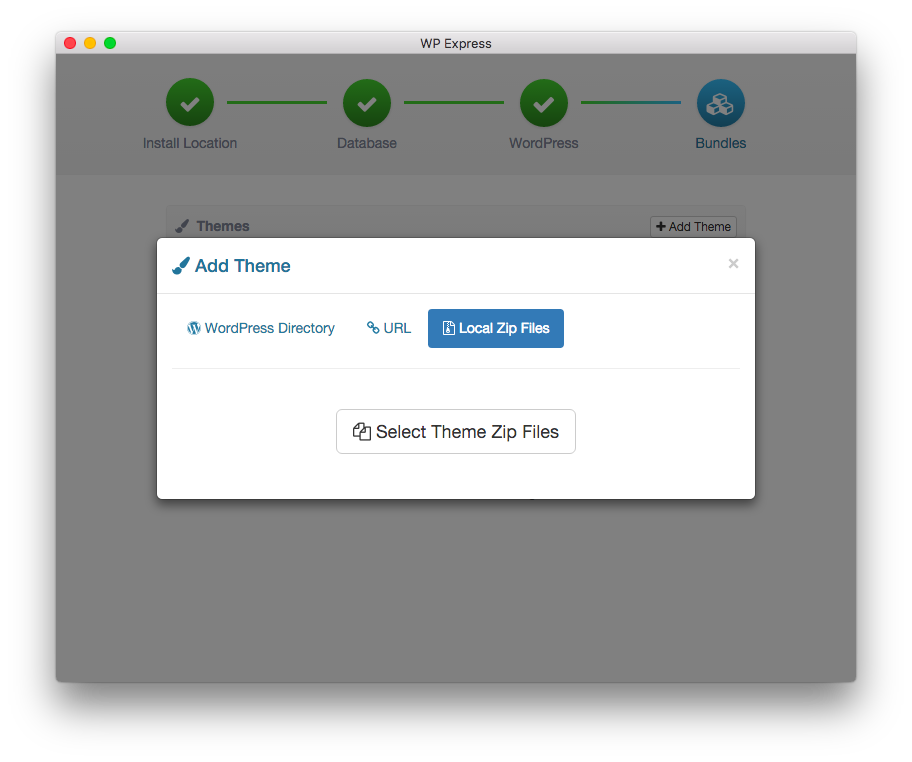 WP Express
Install Location
Database
WordPress
Bundles
Themes
Add Theme
Add Theme
×
WordPress Directory
URL
Local Zip Files
Select Theme Zip Files